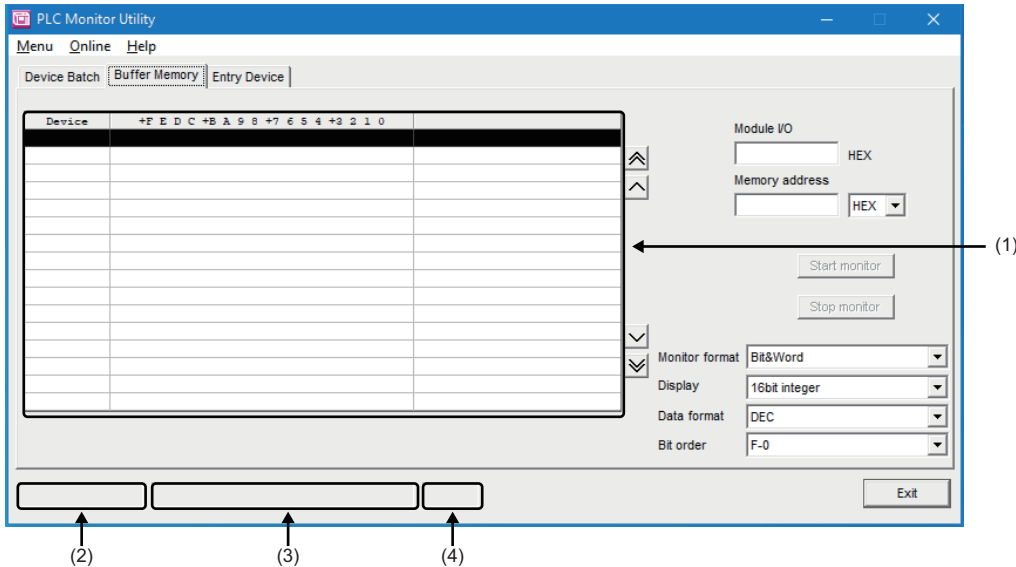 PLC Monitor Utility
Menu Online Help
Device Batch Buffer Memory Entry Device
Device +F E D C +B A 9 8 +7 6 5 4 +3 2 1 0
Module I/O
HEX
Memory address
HEX
(1)
Start monitor
Stop monitor
Monitor format Bit&Word
Display 16bit integer
Data format DEC
Bit order F-0
Exit
(2) (3) (4)